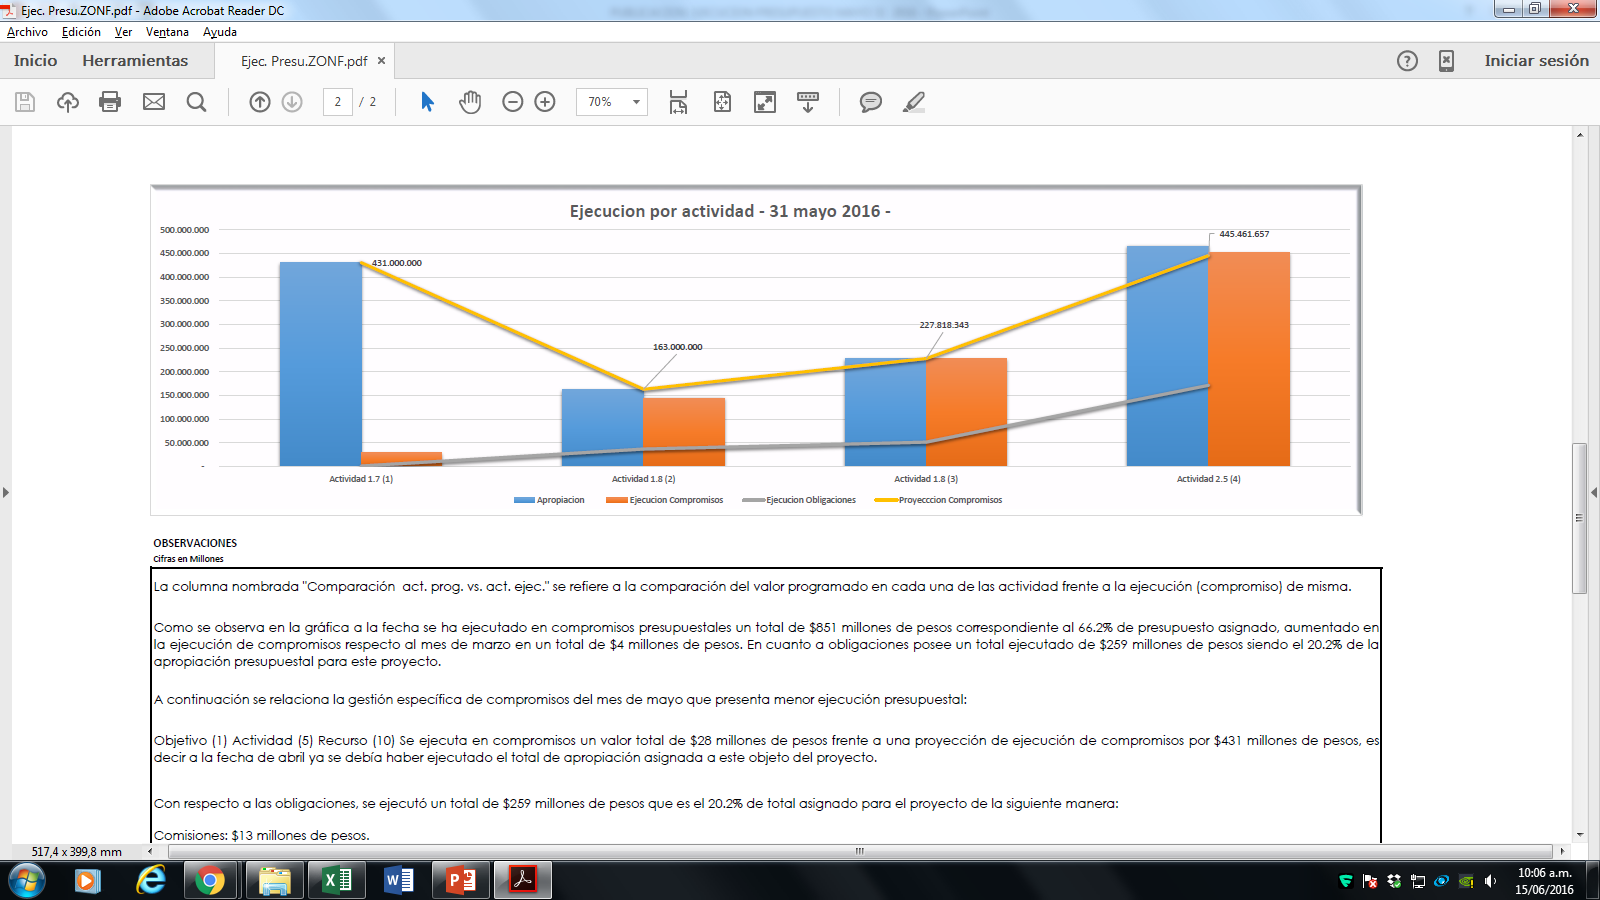 Ejec. Presu.ZONF.pdf - Adobe Acrobat Reader DC
Archivo Edición Ver Ventana Ayuda
Inicio Herramientas Ejec. Presu.ZONF.pdf × Iniciar sesión
2 / 2 70%
Ejecucion por actividad - 31 mayo 2016 -
500.000.000
450.000.000
400.000.000
350.000.000
300.000.000
250.000.000
200.000.000
150.000.000
100.000.000
50.000.000
-
431.000.000
163.000.000
227.818.343
445.461.657
Actividad 1.7 (1) Actividad 1.8 (2) Actividad 1.8 (3) Actividad 2.5 (4)
Apropiacion Ejecucion Compromisos Ejecucion Obligaciones Proyecccion Compromisos
OBSERVACIONES
Cifras en Millones
La columna nombrada "Comparación act. prog. vs. act. ejec." se refiere a la comparación del valor programado en cada una de las actividad frente a la ejecución (compromiso) de misma.
Como se observa en la gráfica a la fecha se ha ejecutado en compromisos presupuestales un total de $851 millones de pesos correspondiente al 66.2% de presupuesto asignado, aumentado en
la ejecución de compromisos respecto al mes de marzo en un total de $4 millones de pesos. En cuanto a obligaciones posee un total ejecutado de $259 millones de pesos siendo el 20.2% de la
apropiación presupuestal para este proyecto.
A continuación se relaciona la gestión específica de compromisos del mes de mayo que presenta menor ejecución presupuestal:
Objetivo (1) Actividad (5) Recurso (10) Se ejecuta en compromisos un valor total de $28 millones de pesos frente a una proyección de ejecución de compromisos por $431 millones de pesos, es
decir a la fecha de abril ya se debía haber ejecutado el total de apropiación asignada a este objeto del proyecto.
Con respecto a las obligaciones, se ejecutó un total de $259 millones de pesos que es el 20.2% de total asignado para el proyecto de la siguiente manera:
Comisiones: $13 millones de pesos.
517,4 x 399,8 mm
10:06 a.m.
15/06/2016